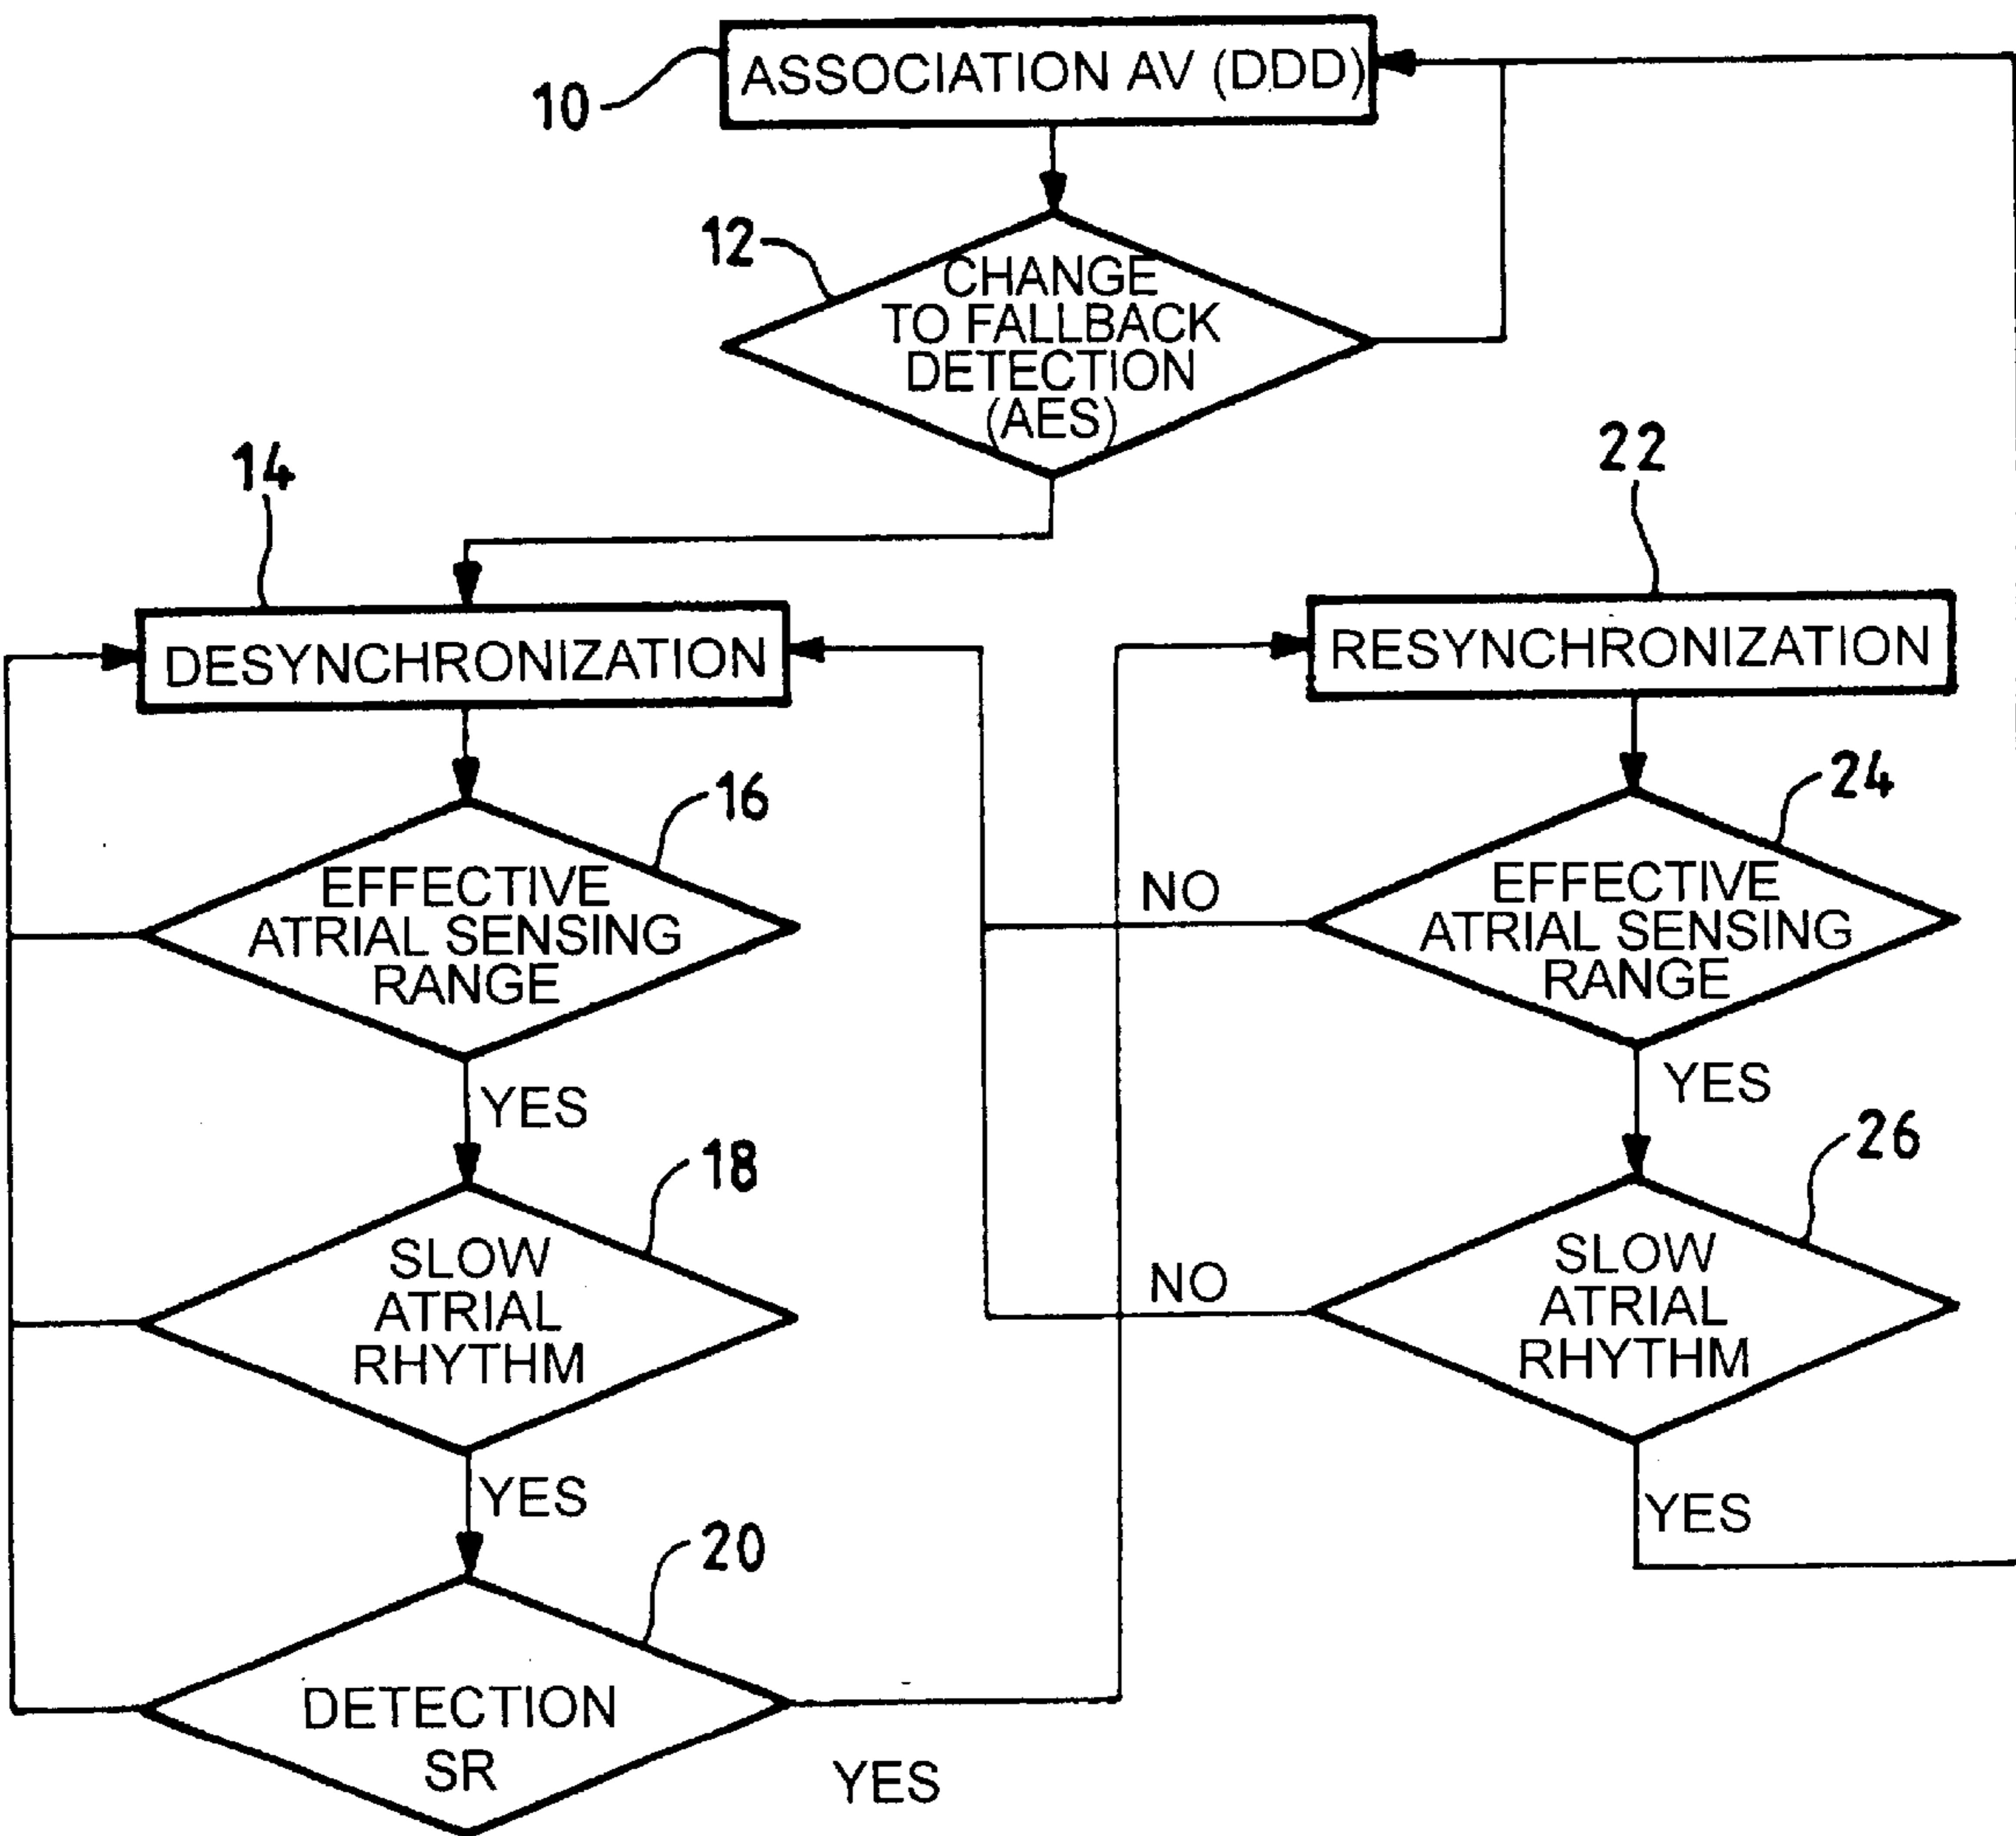 10
ASSOCIATION AV (DDD)
12
CHANGE
TO FALLBACK
DETECTION
(AES)
14
DESYNCHRONIZATION
16
EFFECTIVE
ATRIAL SENSING
RANGE
YES
18
SLOW
ATRIAL
RHYTHM
YES
20
DETECTION
SR
YES
22
RESYNCHRONIZATION
24
NO
EFFECTIVE
ATRIAL SENSING
RANGE
YES
26
NO
SLOW
ATRIAL
RHYTHM
YES